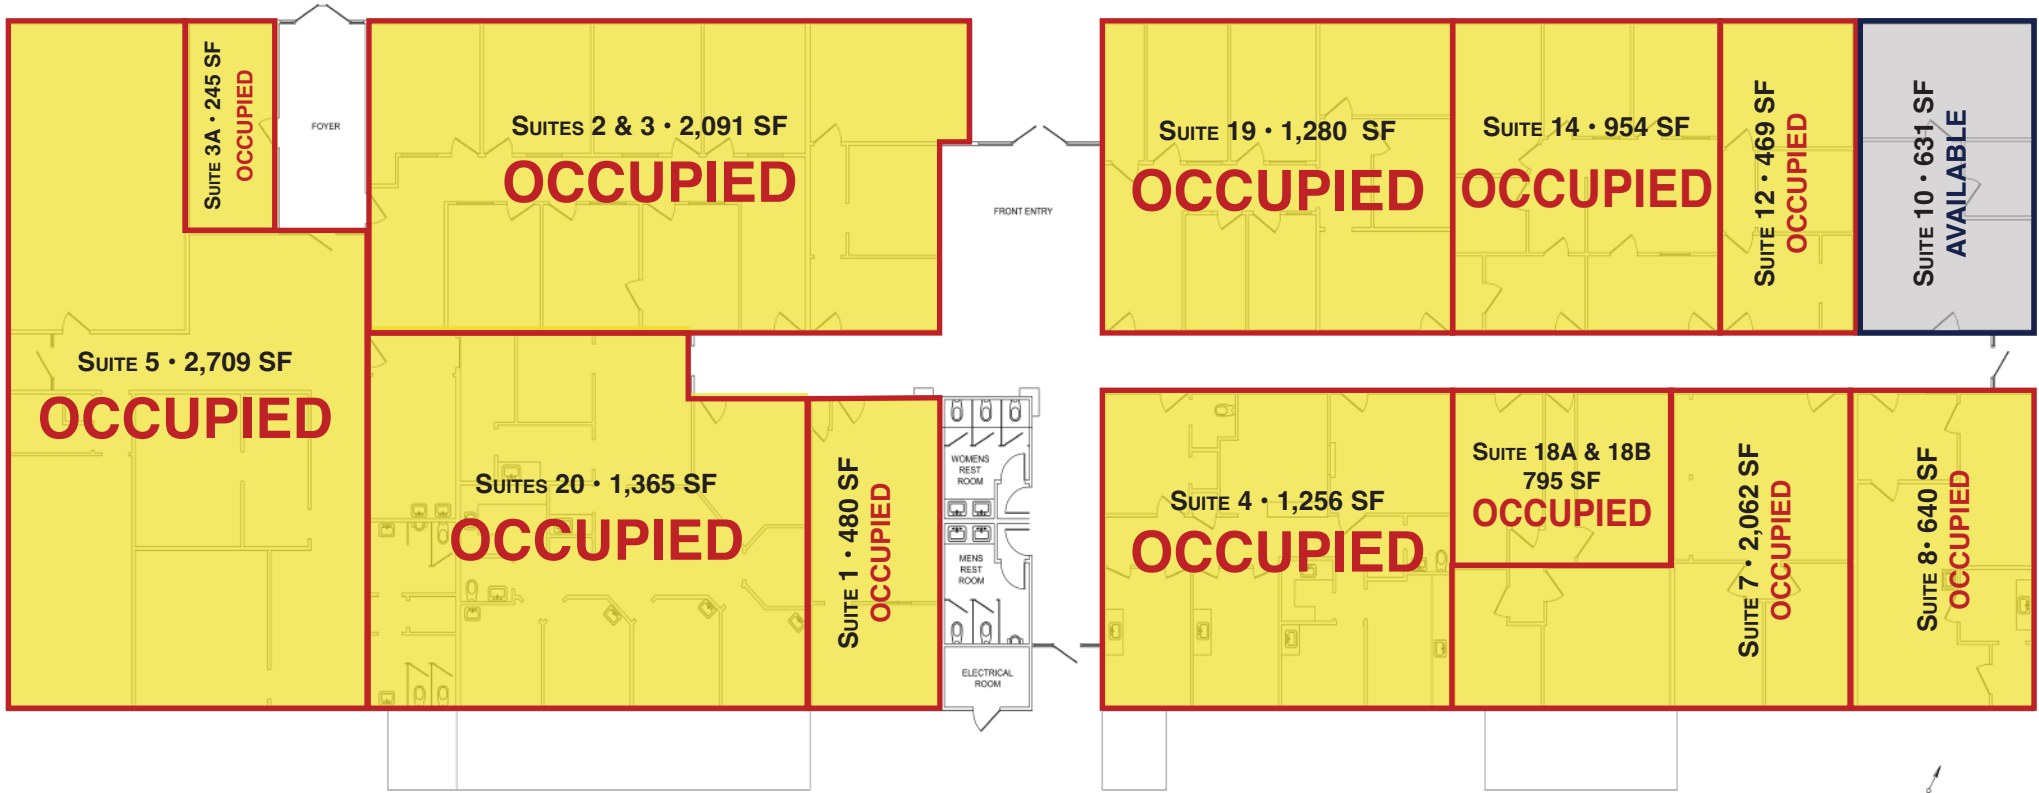 SUITE 3A • 245 SF
OCCUPIED
FOYER
SUITES 2 & 3 • 2,091 SF
OCCUPIED
FRONT ENTRY
SUITE 19 • 1,280 SF
OCCUPIED
SUITE 14 • 954 SF
OCCUPIED
SUITE 12 • 469 SF
OCCUPIED
SUITE 10 • 631 SF
AVAILABLE
SUITE 5 • 2,709 SF
OCCUPIED
SUITES 20 • 1,365 SF
OCCUPIED
SUITE 1 • 480 SF
OCCUPIED
WOMENS
REST
ROOM
MENS
REST
ROOM
ELECTRICAL
ROOM
SUITE 4 • 1,256 SF
OCCUPIED
SUITE 18A & 18B
795 SF
OCCUPIED
SUITE 7 • 2,062 SF
OCCUPIED
SUITE 8 • 640 SF
OCCUPIED